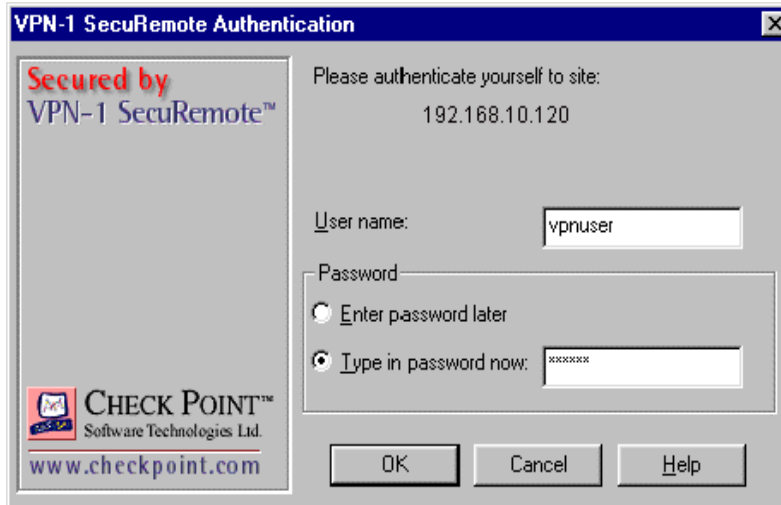 VPN-1 SecuRemote Authentication
Secured by
VPN-1 SecuRemote™
Please authenticate yourself to site:
192.168.10.120
User name:
vpnuser
Password
Enter password later
Type in password now:
******
CHECK POINT™
Software Technologies Ltd.
www.checkpoint.com
OK
Cancel
Help